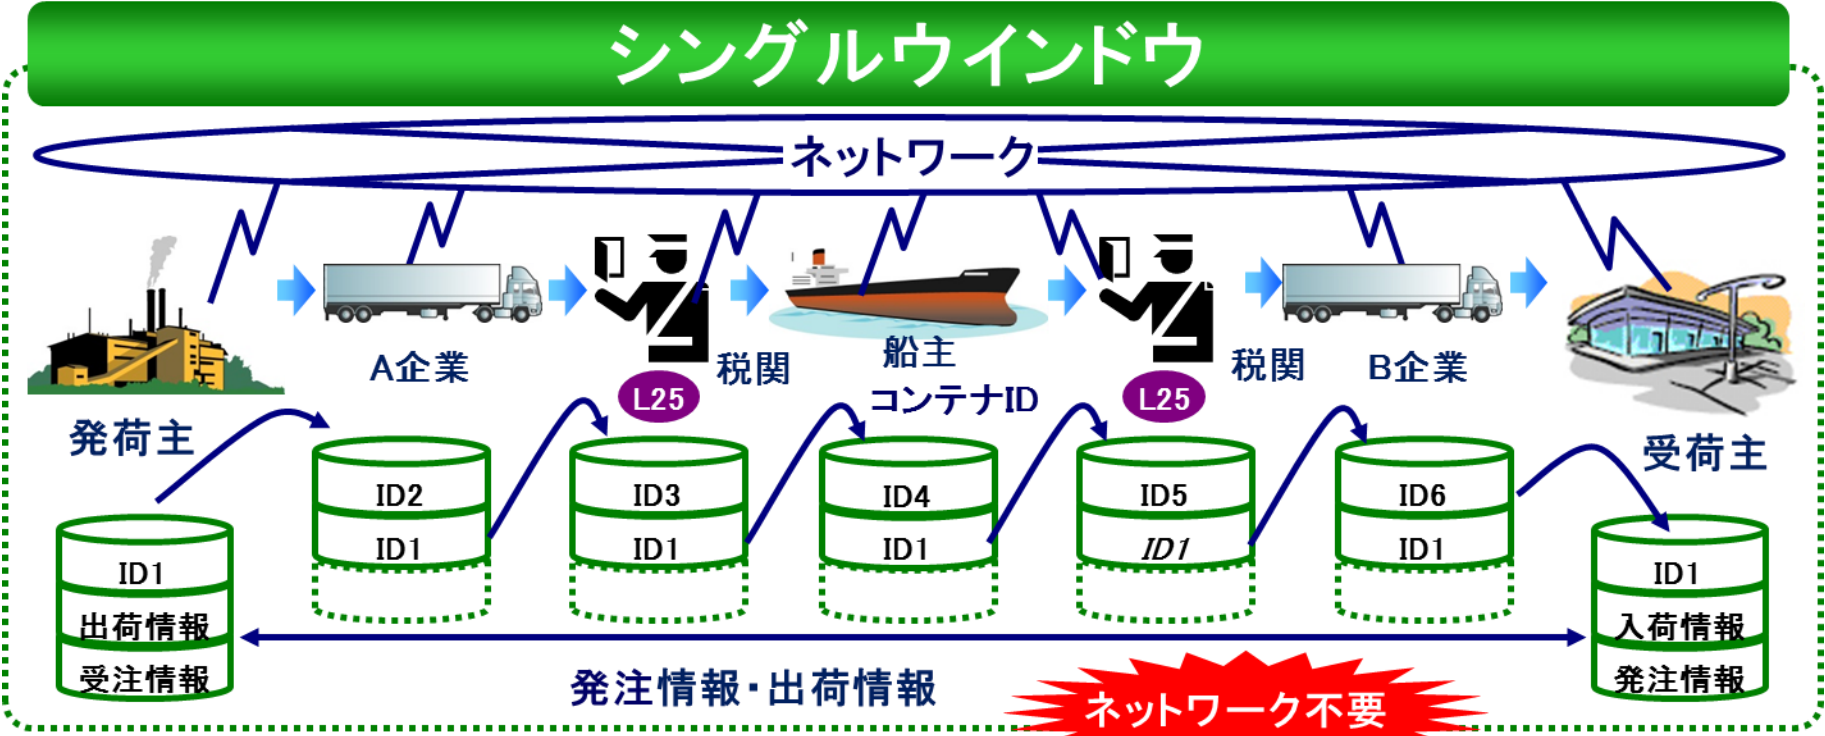 シングルウインドウ
ネットワーク
発荷主
A企業
税関
L25
船主
コンテナID
税関
L25
B企業
受荷主
ID1
出荷情報
受注情報
ID2
ID1
ID3
ID1
ID4
ID1
ID5
ID1
ID6
ID1
ID1
入荷情報
発注情報
発注情報・出荷情報
ネットワーク不要